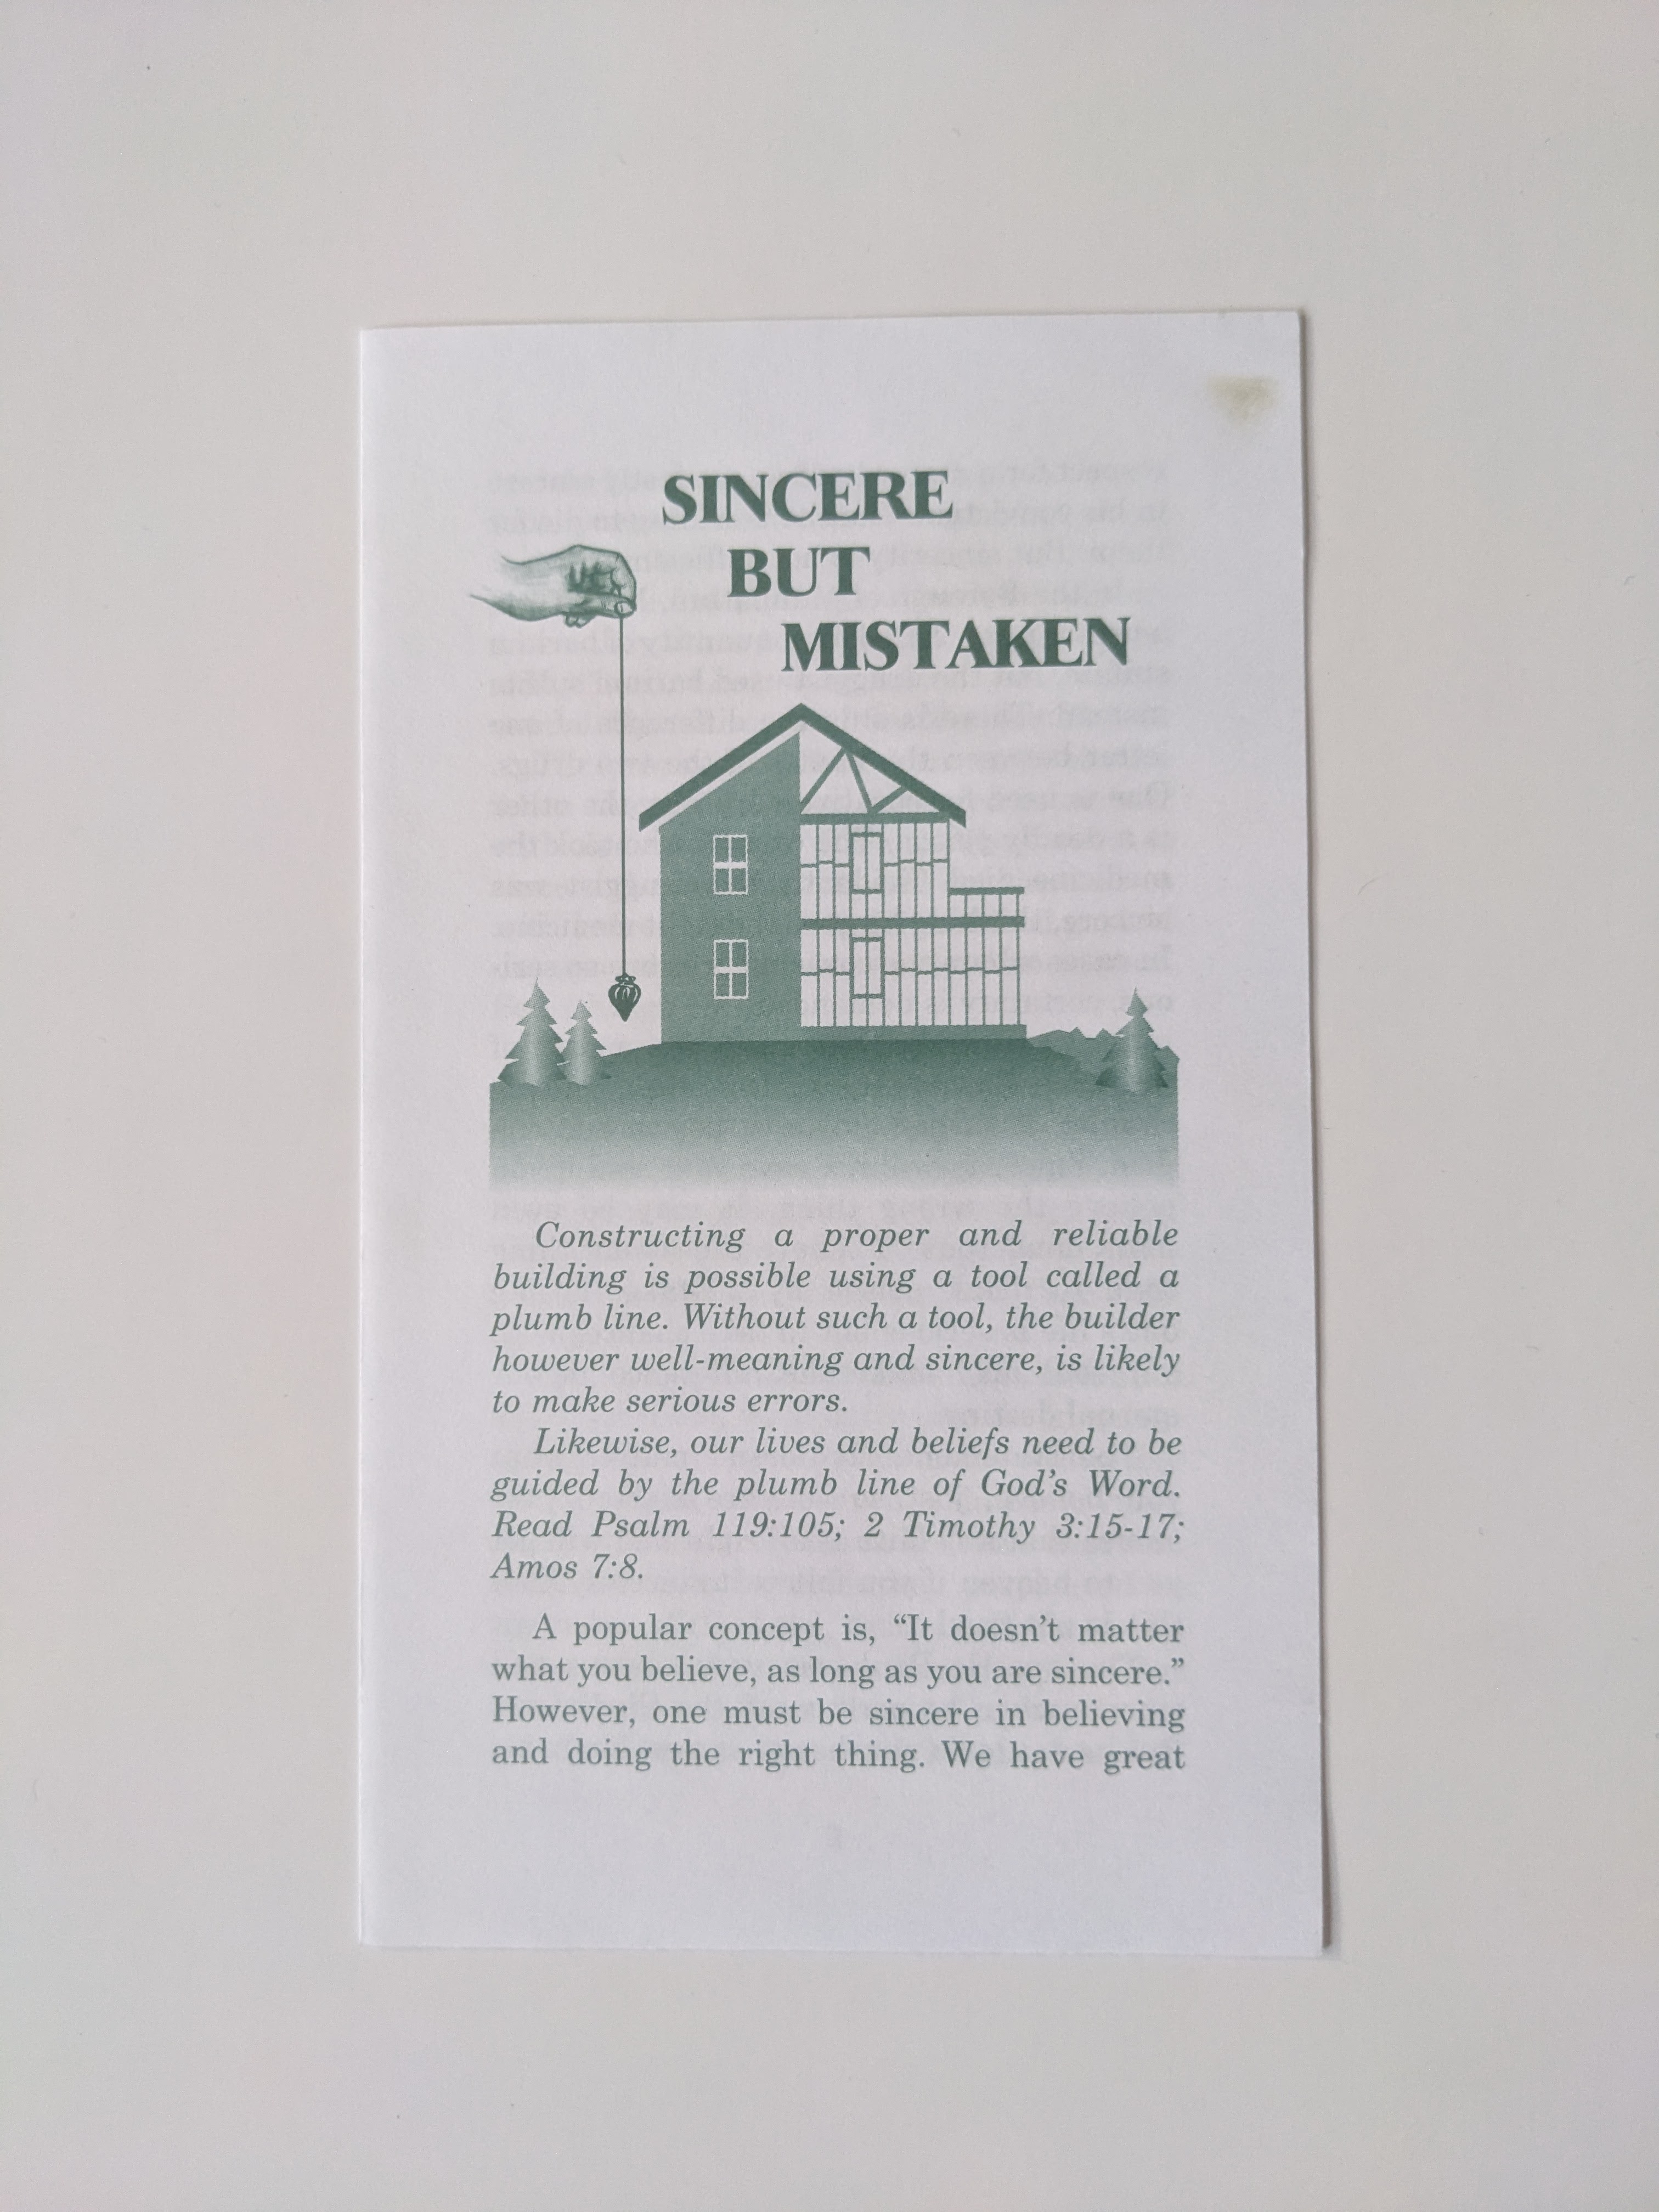 SINCERE
BUT
MISTAKEN
Constructing a proper and reliable
building is possible using a tool called a
plumb line. Without such a tool, the builder
however well-meaning and sincere, is likely
to make serious errors.
Likewise, our lives and beliefs need to be
guided by the plumb line of God’s Word.
Read Psalm 119:105; 2 Timothy 3:15-17;
Amos 7:8.
A popular concept is, “It doesn’t matter
what you believe, as long as you are sincere.”
However, one must be sincere in believing
and doing the right thing. We have great